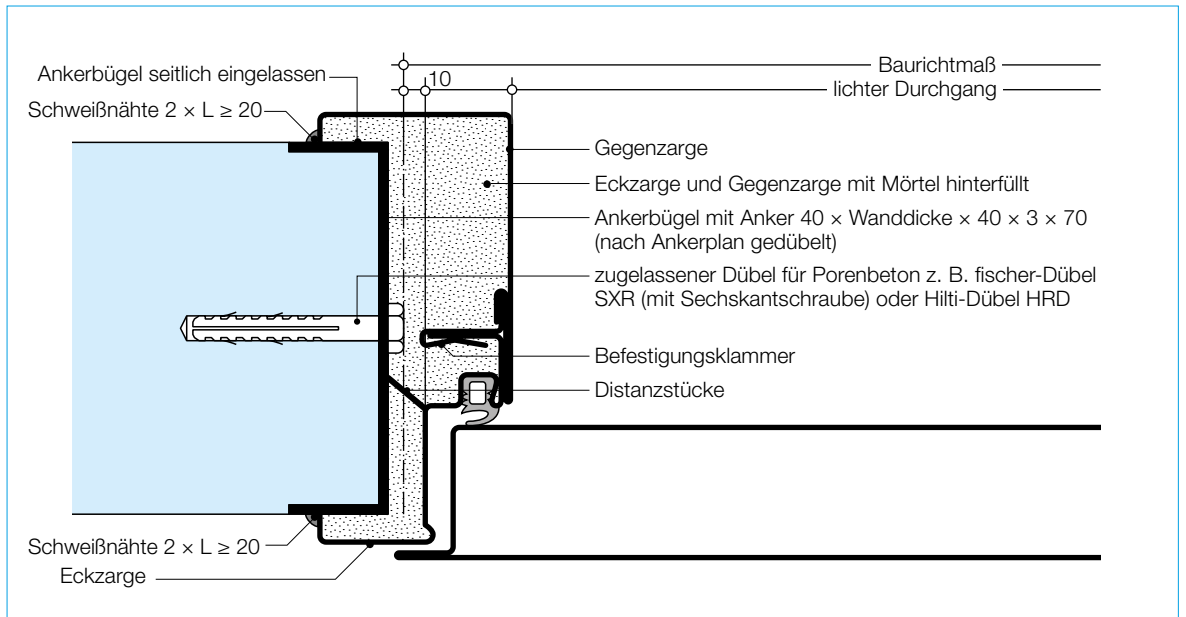 Baurichtmaß
10
lichter Durchgang
Ankerbügel seitlich eingelassen
Schweißnähte 2 × L ≥ 20
Gegenzarge
Eckzarge und Gegenzarge mit Mörtel hinterfüllt
Ankerbügel mit Anker 40 × Wanddicke × 40 × 3 × 70
(nach Ankerplan gedübelt)
zugelassener Dübel für Porenbeton z. B. fischer-Dübel
SXR (mit Sechskantschraube) oder Hilti-Dübel HRD
Befestigungsklammer
Distanzstücke
Schweißnähte 2 × L ≥ 20
Eckzarge